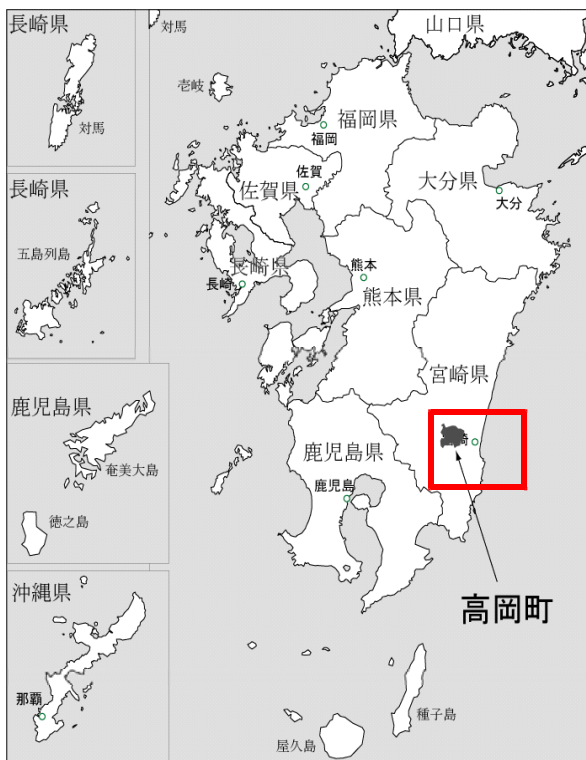 長崎県
対馬
対馬
壱岐
山口県
福岡県
福岡
長崎県
五島列島
佐賀
佐賀県
大分県
大分
長崎県
長崎
熊本
熊本県
宮崎県
崎
鹿児島県
奄美大島
徳之島
鹿児島県
鹿児島
高岡町
沖縄県
那覇
種子島
屋久島